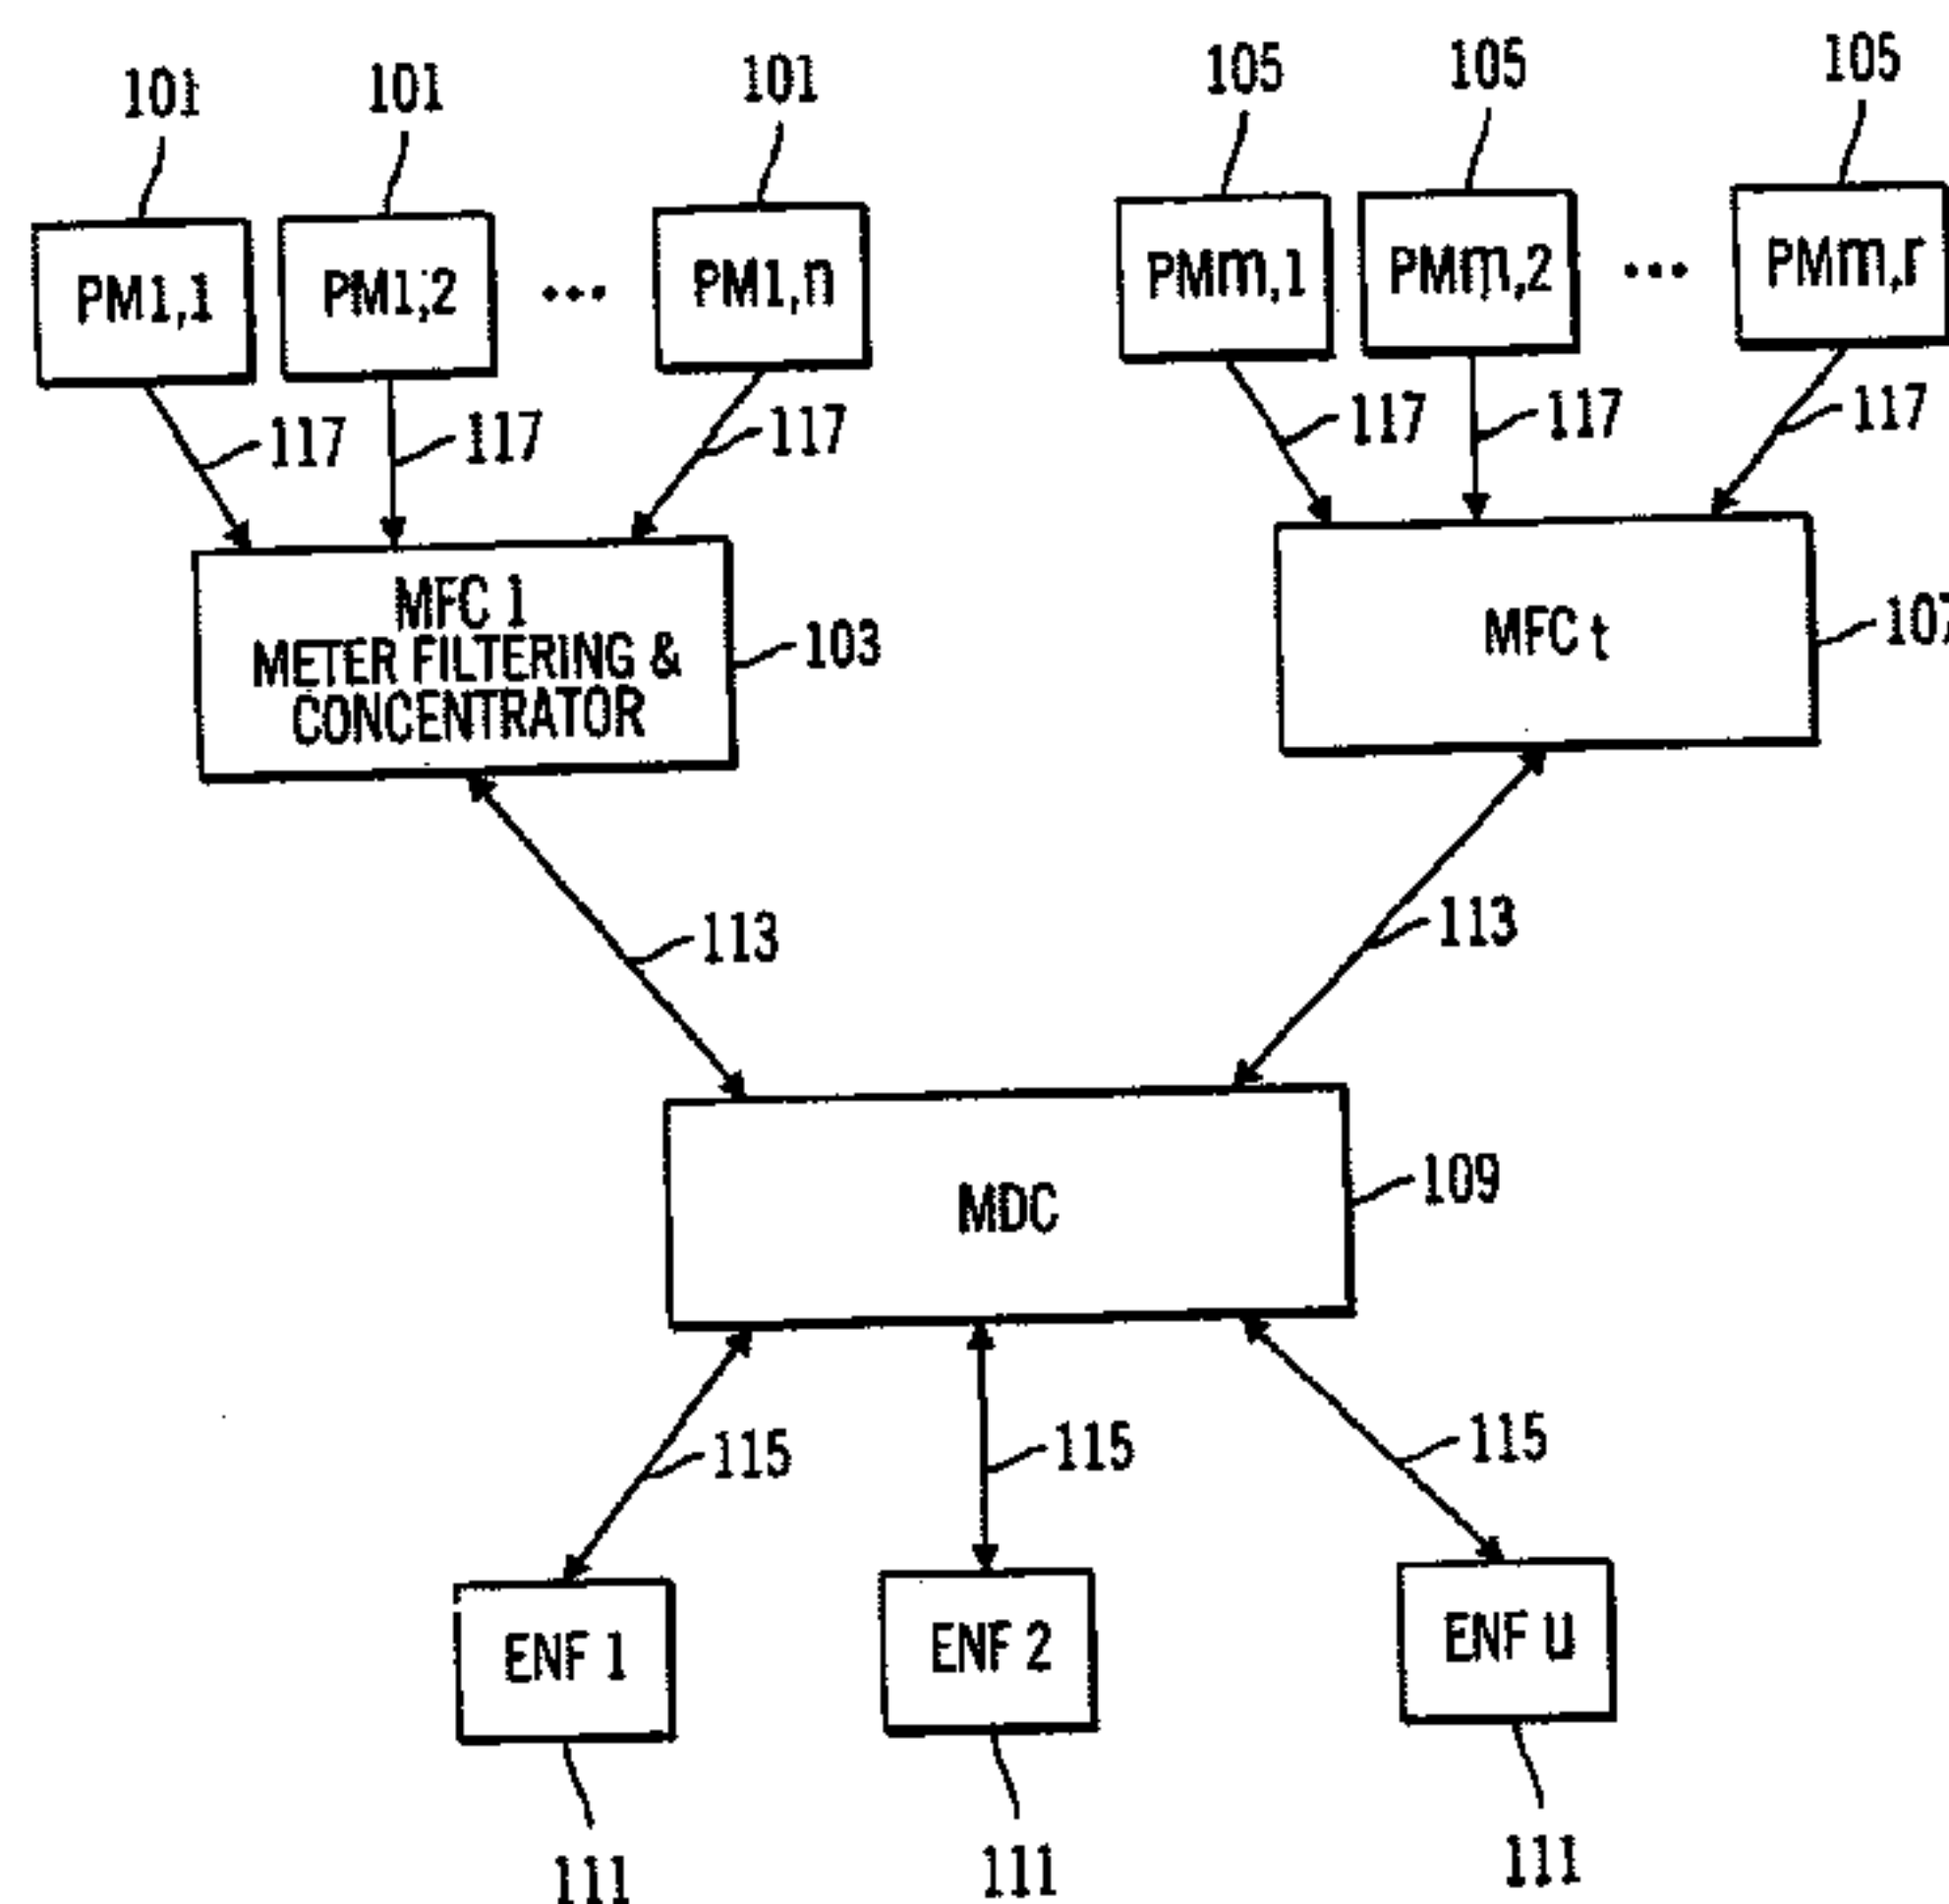 101 101 101 105 105 105
PM1,1 PM1,2 ... PM1,n PMm,1 PMm,2 ... PMm,r
117 117 117 117 117 117
MFC 1
METER FILTERING &
CONCENTRATOR
103
MFC t
107
113 113
MDC
109
115 115 115
ENF 1 ENF 2 ENF u
111 111 111